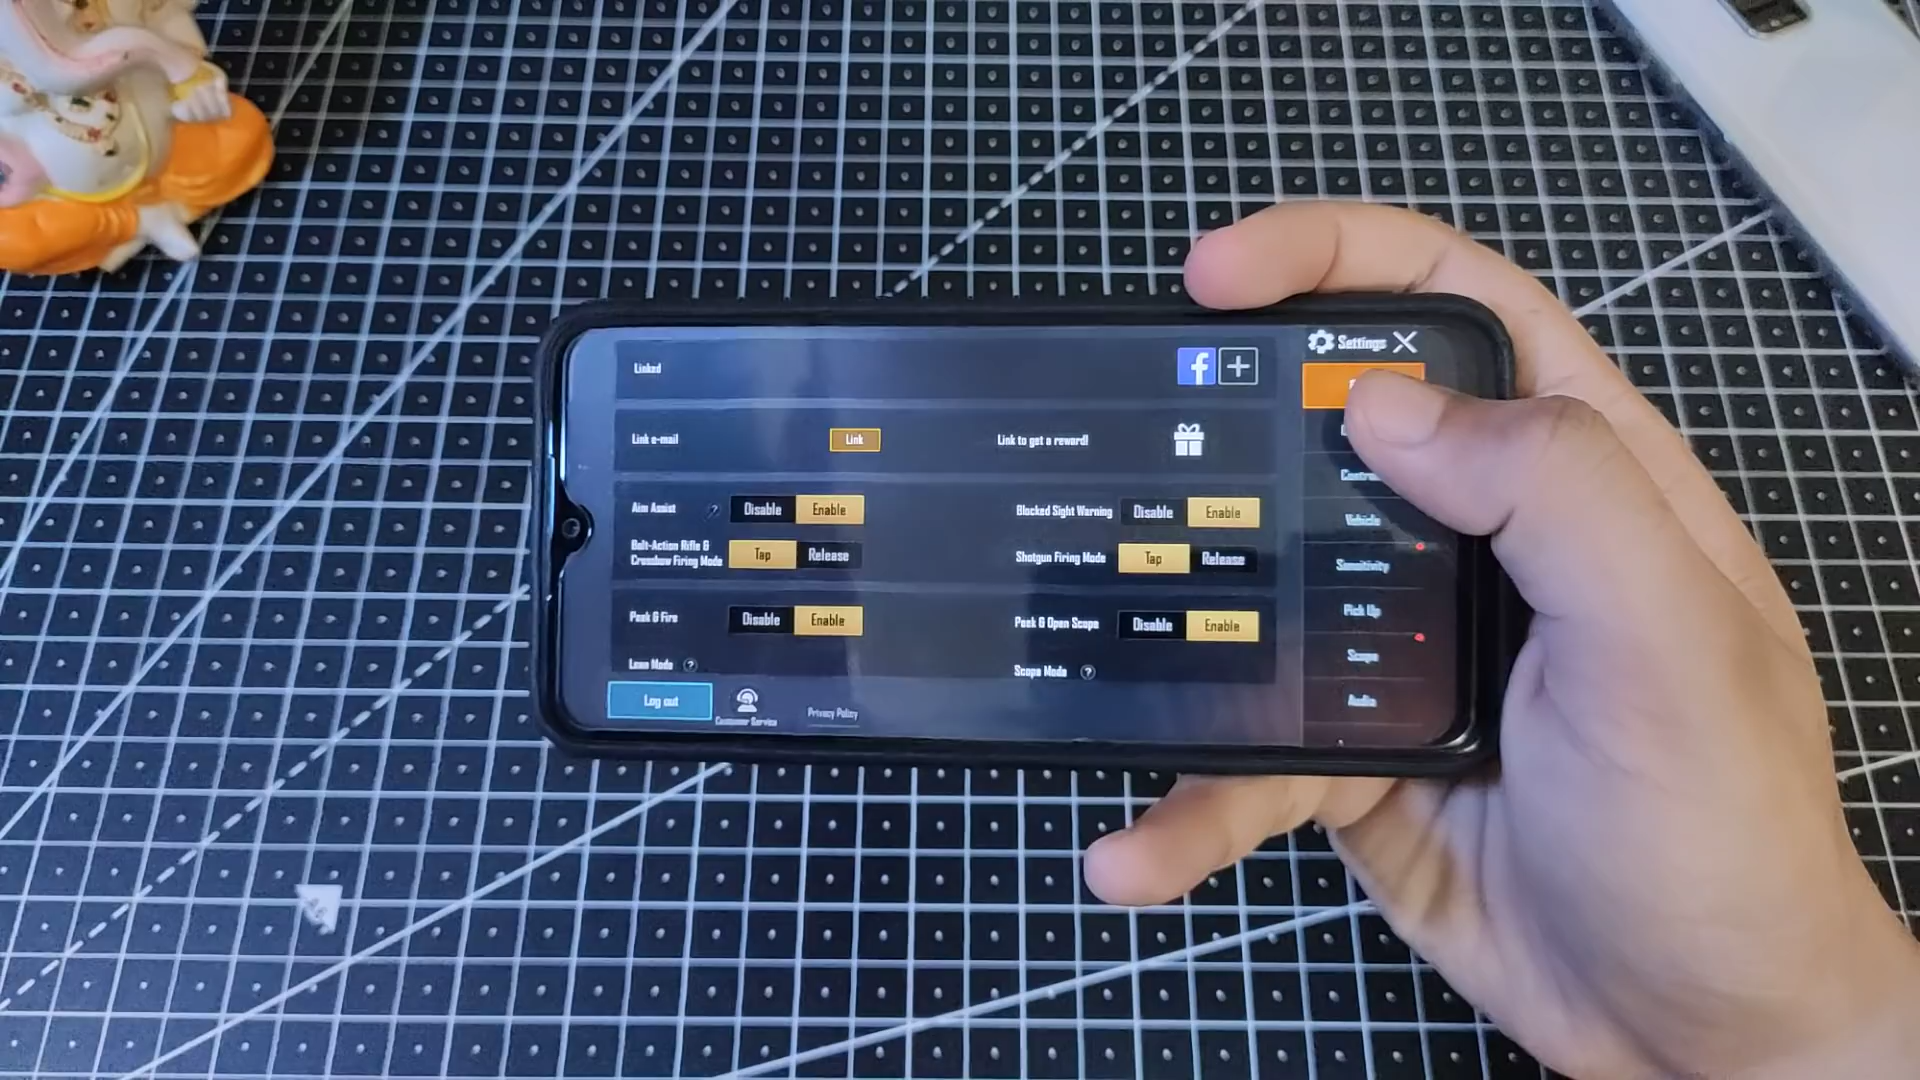 Linked
f
Settings
Link e-mail
Link
Link to get a reward!
Aim Assist ? Disable Enable
Blocked Sight Warning Disable Enable
Bolt-Action Rifle &
Crossbow Firing Mode
Tap Release
Shotgun Firing Mode Tap Release
Peek & Fire Disable Enable
Peek & Open Scope Disable Enable
Lean Mode ?
Scope Mode ?
Log out
Customer Service
Privacy Policy
Vehicle
Sensitivity
Pick Up
Scope
Audio